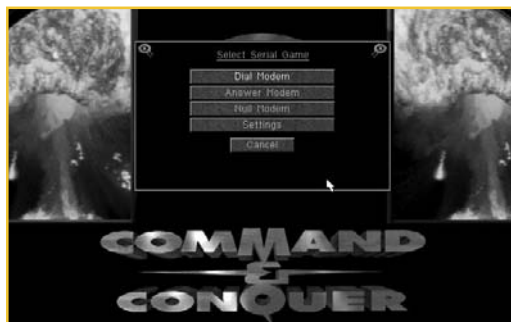 Select Serial Game
Dial Modem
Answer Modem
Null Modem
Settings
Cancel
COMMAND
&
CONQUER